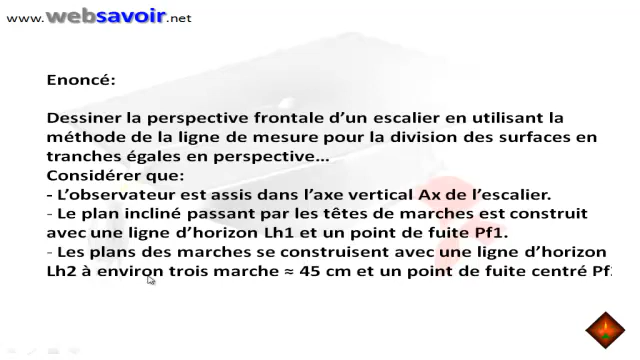 www.websavoir.net
Enoncé:
Dessiner la perspective frontale d’un escalier en utilisant la
méthode de la ligne de mesure pour la division des surfaces en
tranches égales en perspective...
Considérer que:
- L’observateur est assis dans l’axe vertical Ax de l’escalier.
- Le plan incliné passant par les têtes de marches est construit
avec une ligne d’horizon Lh1 et un point de fuite Pf1.
- Les plans des marches se construisent avec une ligne d’horizon
Lh2 à environ trois marche ≈ 45 cm et un point de fuite centré